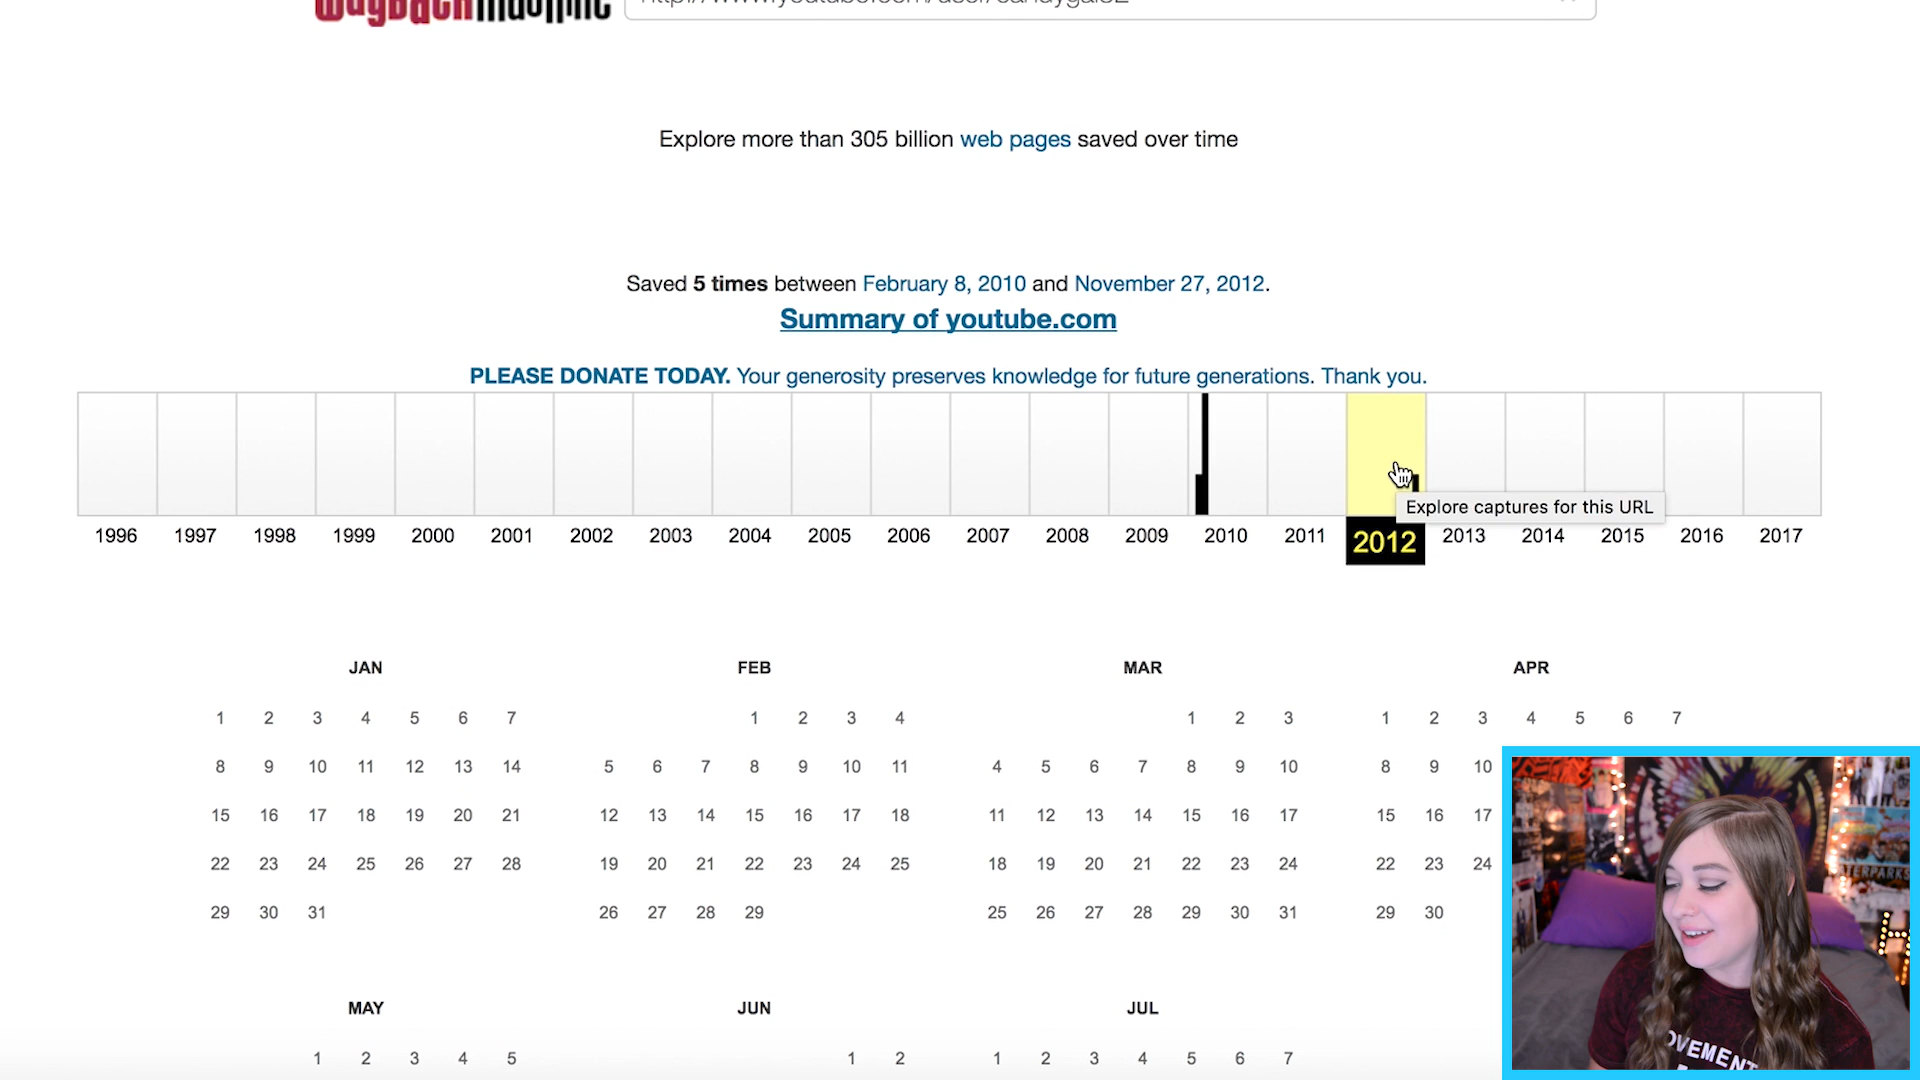 WayBackMachine
Explore more than 305 billion web pages saved over time
Saved 5 times between February 8, 2010 and November 27, 2012.
Summary of youtube.com
PLEASE DONATE TODAY. Your generosity preserves knowledge for future generations. Thank you.
Explore captures for this URL
1996 1997 1998 1999 2000 2001 2002 2003 2004 2005 2006 2007 2008 2009 2010 2011 2012 2013 2014 2015 2016 2017
JAN FEB MAR APR
1 2 3 4 5 6 7 1 2 3 4 1 2 3 1 2 3 4 5 6 7
8 9 10 11 12 13 14 5 6 7 8 9 10 11 4 5 6 7 8 9 10 8 9 10
15 16 17 18 19 20 21 12 13 14 15 16 17 18 11 12 13 14 15 16 17 15 16 17
22 23 24 25 26 27 28 19 20 21 22 23 24 25 18 19 20 21 22 23 24 22 23 24
29 30 31 26 27 28 29 25 26 27 28 29 30 31 29 30
TERPARKS
OVEMENT
MAY JUN JUL
1 2 3 4 5 1 2 1 2 3 4 5 6 7